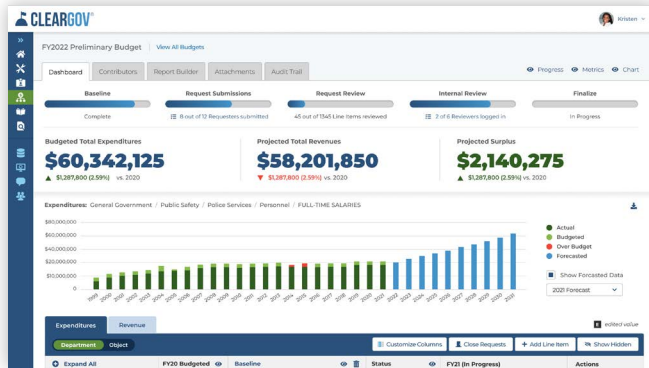 CLEARGOV®
Kristen
FY2022 Preliminary Budget
View All Budgets
Dashboard
Contributors
Report Builder
Attachments
Audit Trail
Progress
Metrics
Chart
Baseline
Request Submissions
Request Review
Internal Review
Finalize
Complete
8 out of 12 Requesters submitted
45 out of 1345 Line Items reviewed
2 of 6 Reviewers logged in
In Progress
Budgeted Total Expenditures
Projected Total Revenues
Projected Surplus
$60,342,125
$58,201,850
$2,140,275
▲ $1,287,800 (2.59%) vs. 2020
▼ $1,287,800 (2.59%) vs. 2020
▲ $1,287,800 (2.59%) vs. 2020
Expenditures: General Government / Public Safety / Police Services / Personnel / FULL-TIME SALARIES
$80,000,000
$60,000,000
$40,000,000
$20,000,000
$10,000,000
0
1999 2000 2001 2002 2003 2004
Actual
Budgeted
Over Budget
Forecasted
Show Forcasted Data
2021 Forecast
Expenditures
Revenue
E edited value
Department
Object
Customize Columns
Close Requests
+ Add Line Item
Show Hidden
Expand All
FY20 Budgeted
Baseline
Status
FY21 (In Progress)
Actions